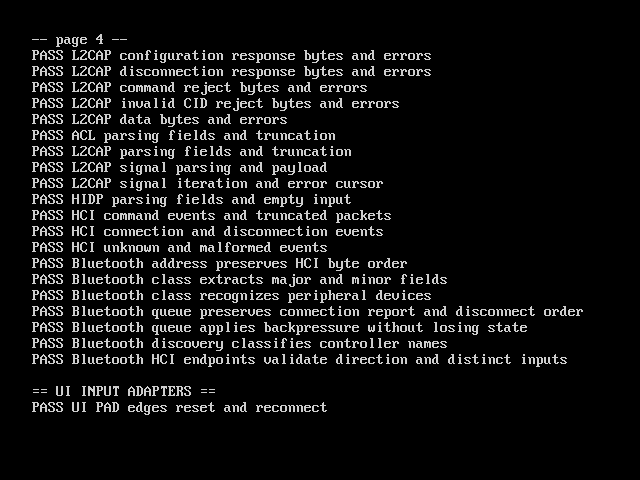 -- page 4 --
PASS L2CAP configuration response bytes and errors
PASS L2CAP disconnection response bytes and errors
PASS L2CAP command reject bytes and errors
PASS L2CAP invalid CID reject bytes and errors
PASS L2CAP data bytes and errors
PASS ACL parsing fields and truncation
PASS L2CAP parsing fields and truncation
PASS L2CAP signal parsing and payload
PASS L2CAP signal iteration and error cursor
PASS HIDP parsing fields and empty input
PASS HCI command events and truncated packets
PASS HCI connection and disconnection events
PASS HCI unknown and malformed events
PASS Bluetooth address preserves HCI byte order
PASS Bluetooth class extracts major and minor fields
PASS Bluetooth class recognizes peripheral devices
PASS Bluetooth queue preserves connection report and disconnect order
PASS Bluetooth queue applies backpressure without losing state
PASS Bluetooth discovery classifies controller names
PASS Bluetooth HCI endpoints validate direction and distinct inputs
== UI INPUT ADAPTERS ==
PASS UI PAD edges reset and reconnect